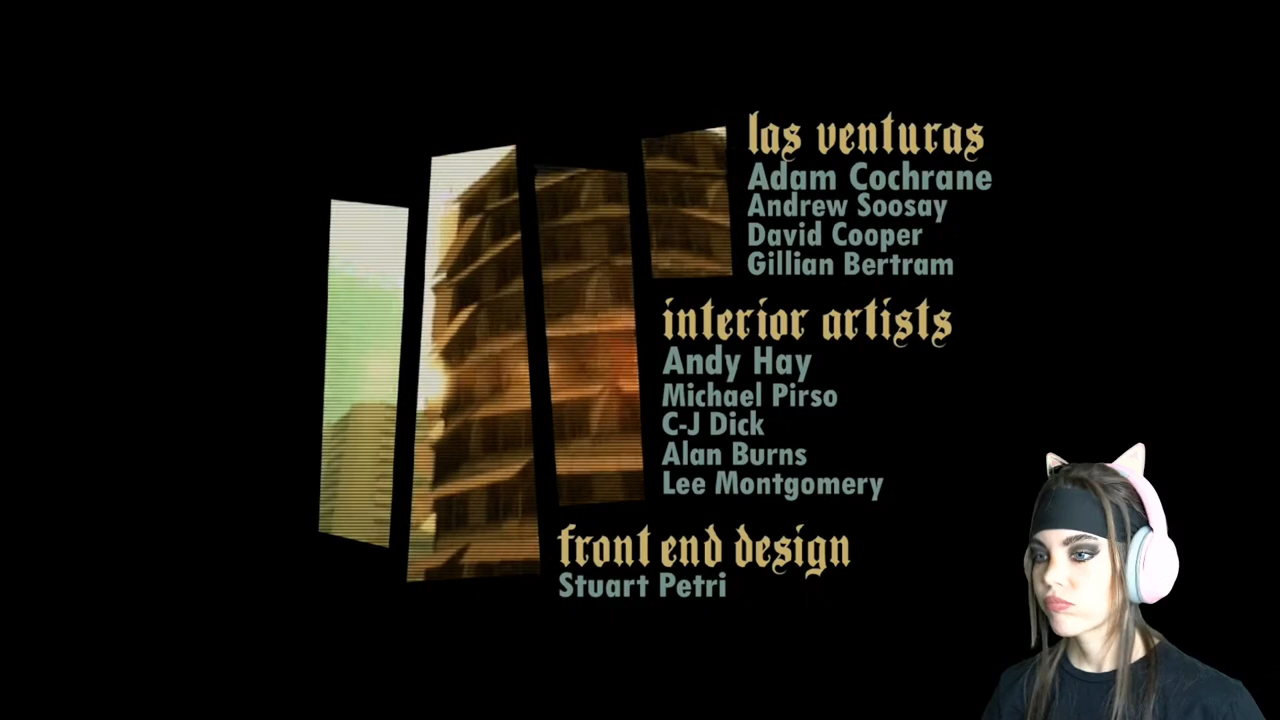 las venturas
Adam Cochrane
Andrew Soosay
David Cooper
Gillian Bertram
interior artists
Andy Hay
Michael Pirso
C-J Dick
Alan Burns
Lee Montgomery
front end design
Stuart Petri